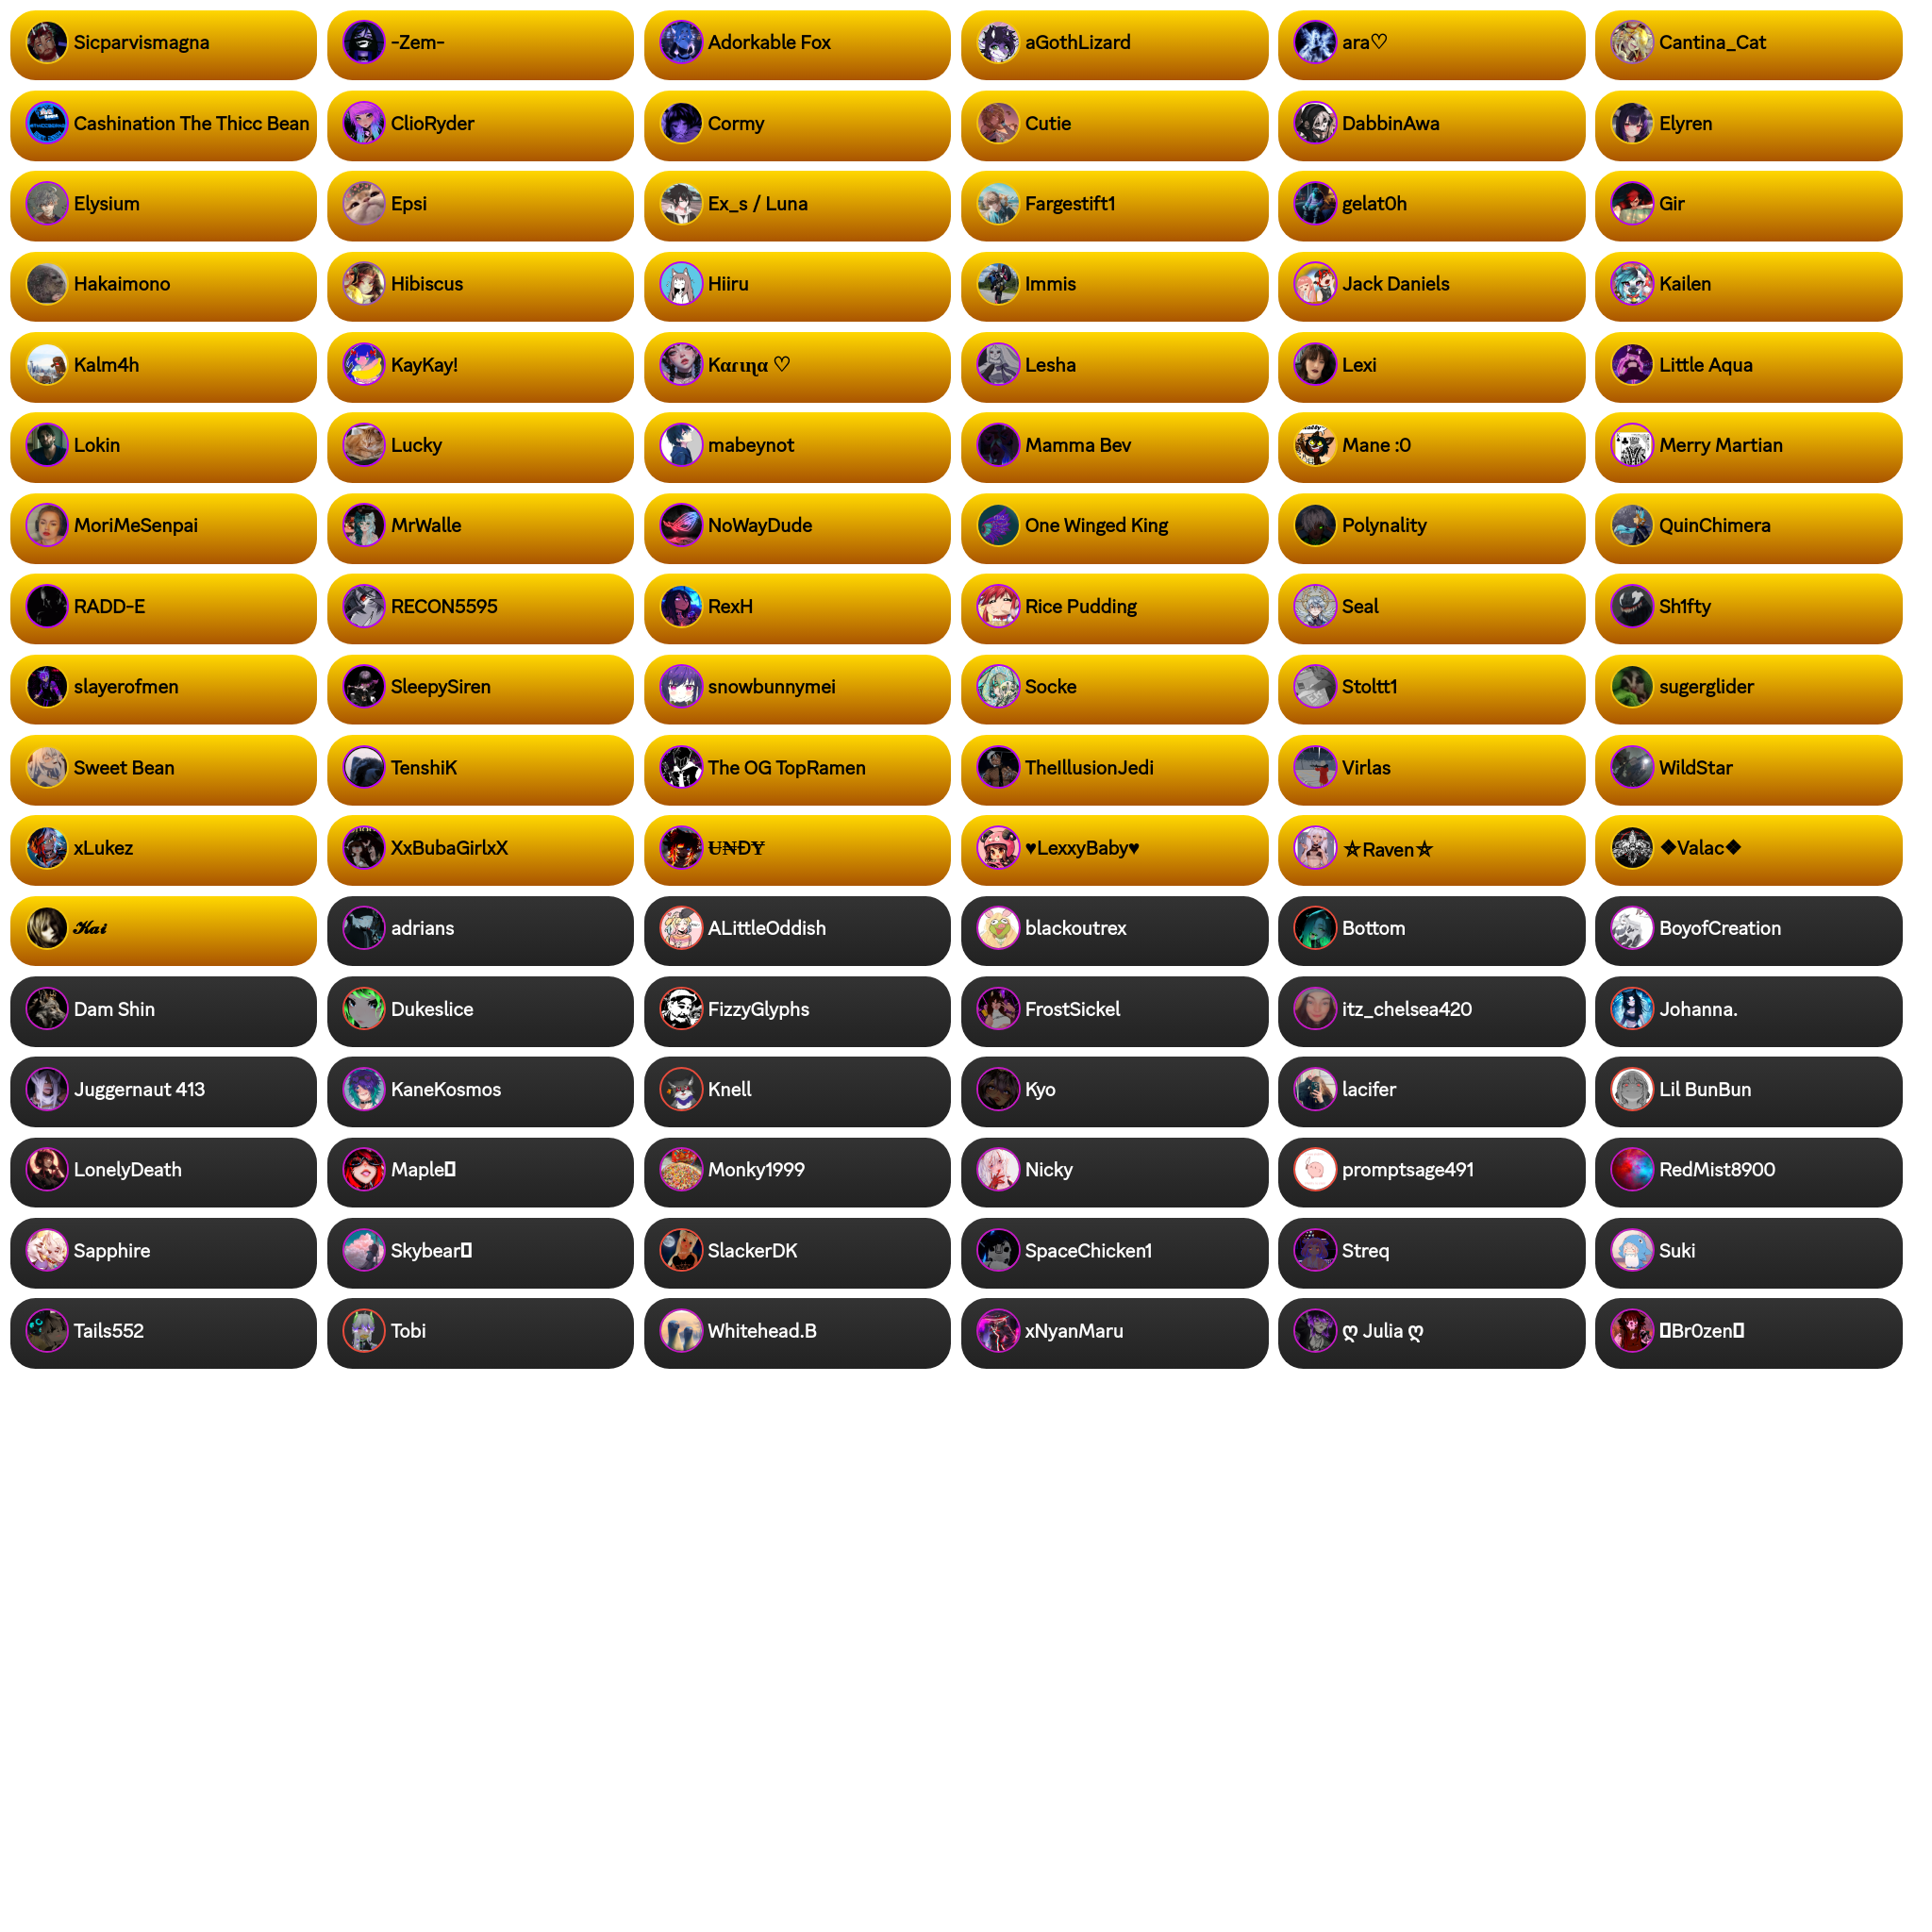 Sicparvismagna
-Zem-
Adorkable Fox
aGothLizard
ara♡
Cantina_Cat
Cashination The Thicc Bean
ClioRyder
Cormy
Cutie
DabbinAwa
Elyren
Elysium
Epsi
Ex_s / Luna
Fargestift1
gelat0h
Gir
Hakaimono
Hibiscus
Hiiru
Immis
Jack Daniels
Kailen
Kalm4h
KayKay!
Kαɾιɳα ♡
Lesha
Lexi
Little Aqua
Lokin
Lucky
mabeynot
Mamma Bev
Mane :0
Merry Martian
MoriMeSenpai
MrWalle
NoWayDude
One Winged King
Polynality
QuinChimera
RADD-E
RECON5595
RexH
Rice Pudding
Seal
Sh1fty
slayerofmen
SleepySiren
snowbunnymei
Socke
Stoltt1
sugerglider
Sweet Bean
TenshiK
The OG TopRamen
TheIllusionJedi
Virlas
WildStar
xLukez
XxBubaGirlxX
Ʉ₦ĐɎ
♥LexxyBaby♥
⛤Raven⛤
❖Valac❖
𝓚𝓪𝓲
adrians
ALittleOddish
blackoutrex
Bottom
BoyofCreation
Dam Shin
Dukeslice
FizzyGlyphs
FrostSickel
itz_chelsea420
Johanna.
Juggernaut 413
KaneKosmos
Knell
Kyo
lacifer
Lil BunBun
LonelyDeath
Maple
Monky1999
Nicky
promptsage491
RedMist8900
Sapphire
Skybear
SlackerDK
SpaceChicken1
Streq
Suki
Tails552
Tobi
Whitehead.B
xNyanMaru
ღ Julia ღ
Br0zen